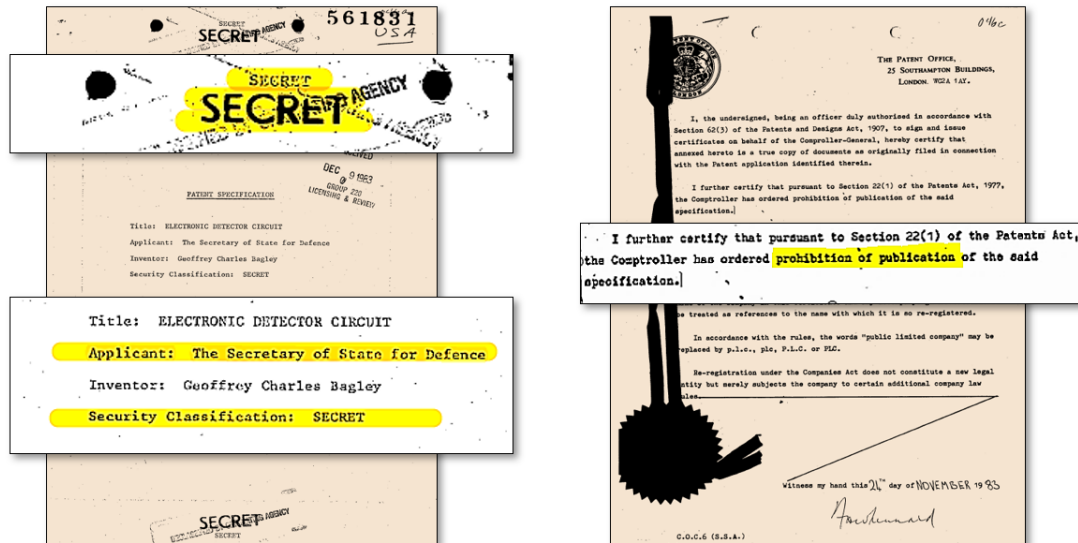 561831
USA
SECRET
SECRET
AGENCY
SECRET
SECRET
AGENCY
DEC 9 1983
GROUP 220
LICENSING & REVIEW
PATENT SPECIFICATION
Title: ELECTRONIC DETECTOR CIRCUIT
Applicant: The Secretary of State for Defence
Inventor: Geoffrey Charles Bagley
Security Classification: SECRET
Title: ELECTRONIC DETECTOR CIRCUIT
Applicant: The Secretary of State for Defence
Inventor: Geoffrey Charles Bagley
Security Classification: SECRET
SECRET
AGENCY
SECRET
THE PATENT OFFICE,
25 SOUTHAMPTON BUILDINGS,
LONDON. WC2A 1AY.
I, the undersigned, being an officer duly authorised in accordance with
Section 62(3) of the Patents and Designs Act, 1907, to sign and issue
certificates on behalf of the Comptroller-General, hereby certify that
annexed hereto is a true copy of documents as originally filed in connection
with the Patent application identified therein.
I further certify that pursuant to Section 22(1) of the Patents Act, 1977,
the Comptroller has ordered prohibition of publication of the said
specification.
I further certify that pursuant to Section 22(1) of the Patents Act,
the Comptroller has ordered prohibition of publication of the said
specification.
be treated as references to the name with which it is so re-registered.
In accordance with the rules, the words "public limited company" may be
replaced by p.l.c., plc, P.L.C. or PLC.
Re-registration under the Companies Act does not constitute a new legal
entity but merely subjects the company to certain additional company law
rules.
Witness my hand this 24th day of NOVEMBER 1983
C.O.C.6 (S.S.A.)